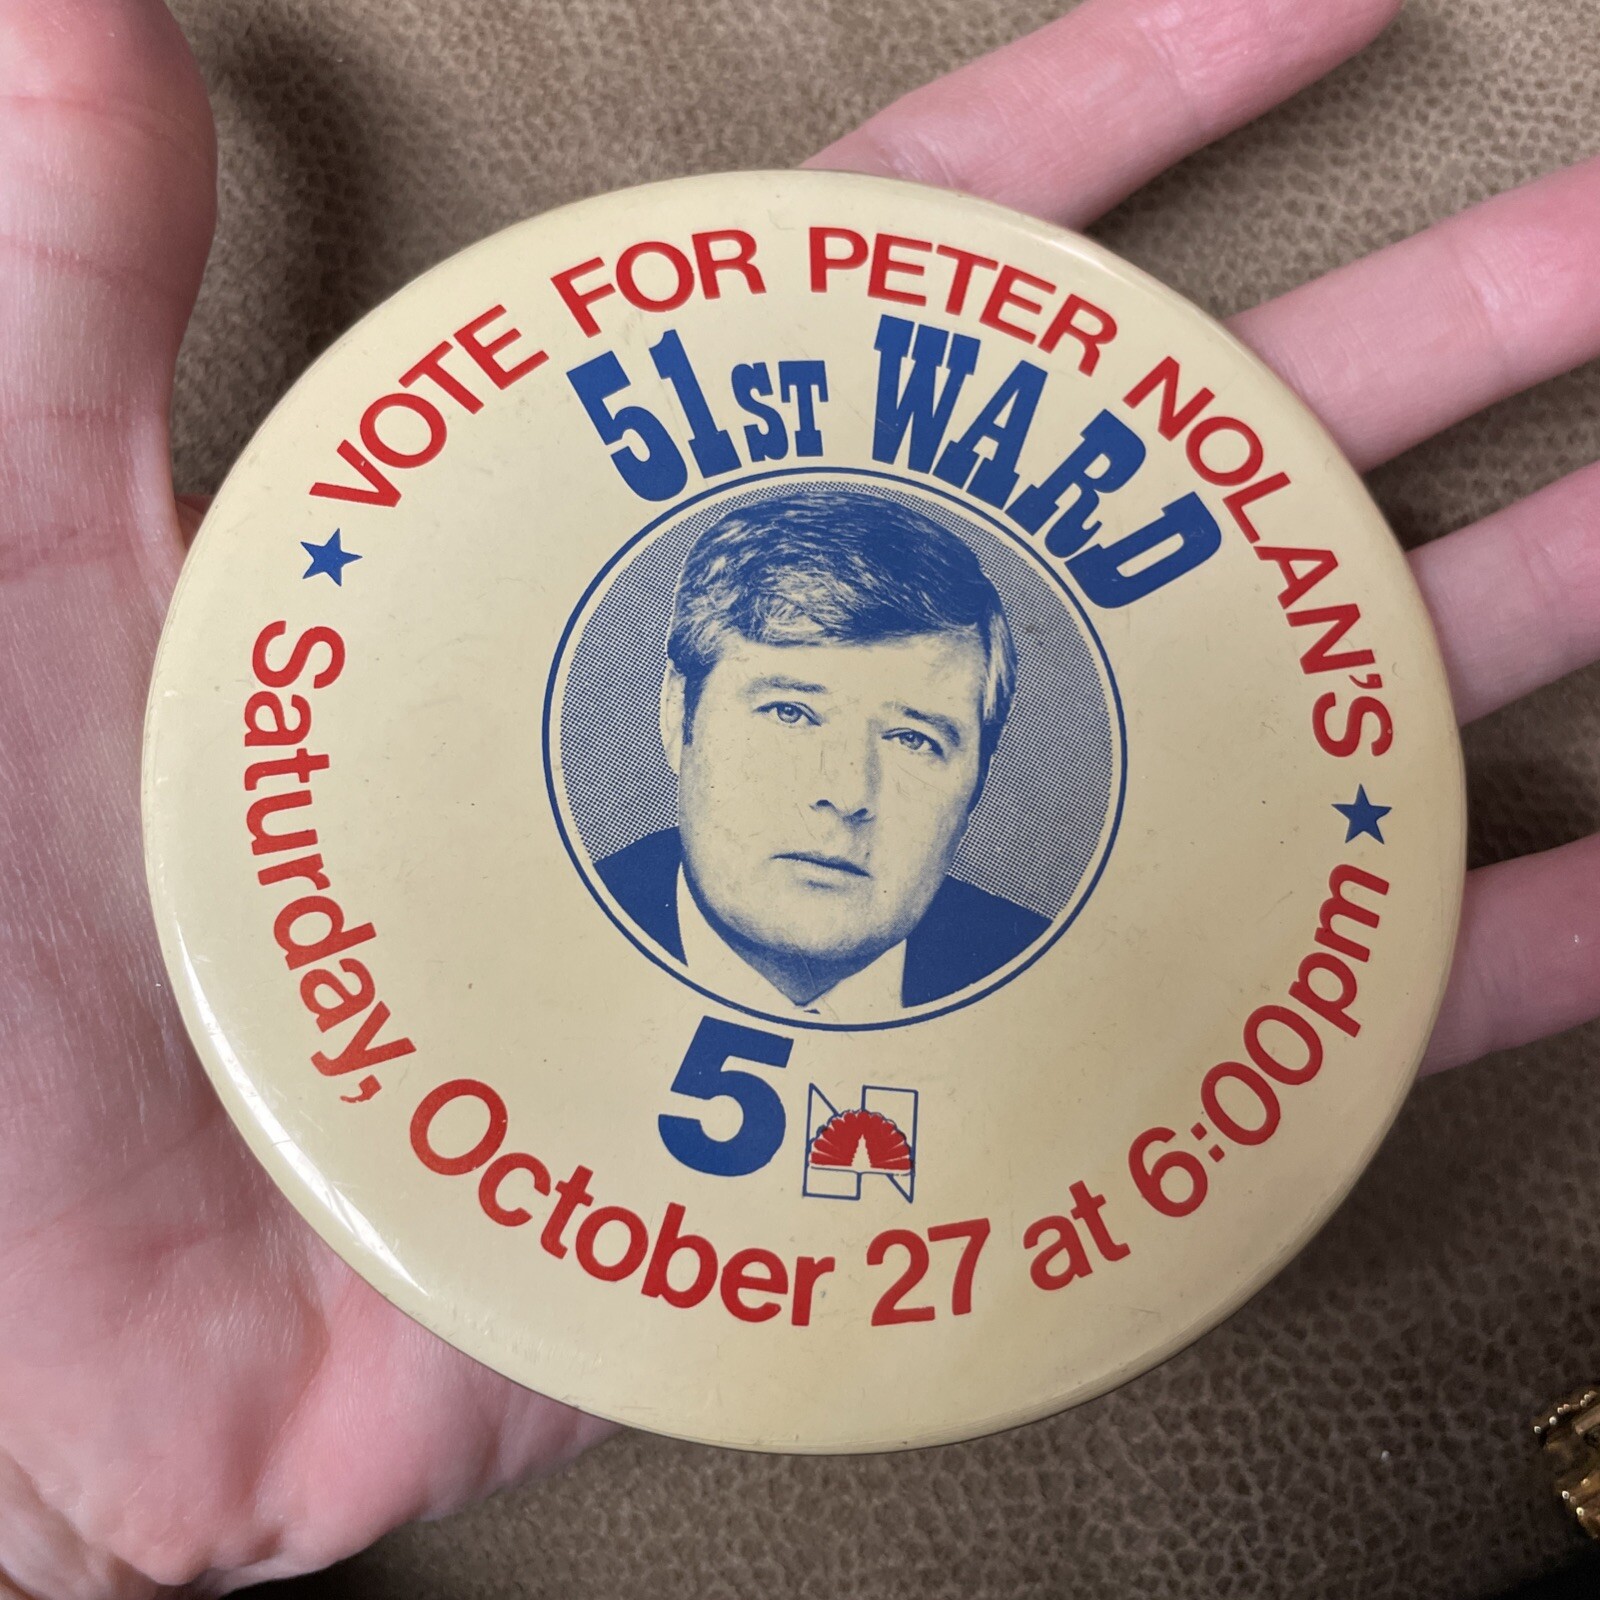 ★ VOTE FOR PETER NOLAN'S ★
51ST WARD
5 N
Saturday, October 27 at 6:00pm